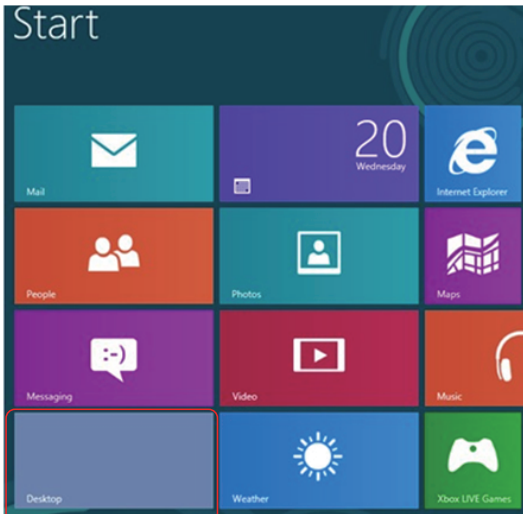 Start
Mail
20
Wednesday
Internet Explorer
People
Photos
Maps
:-)
Messaging
Video
Music
Desktop
Weather
Xbox LIVE Games